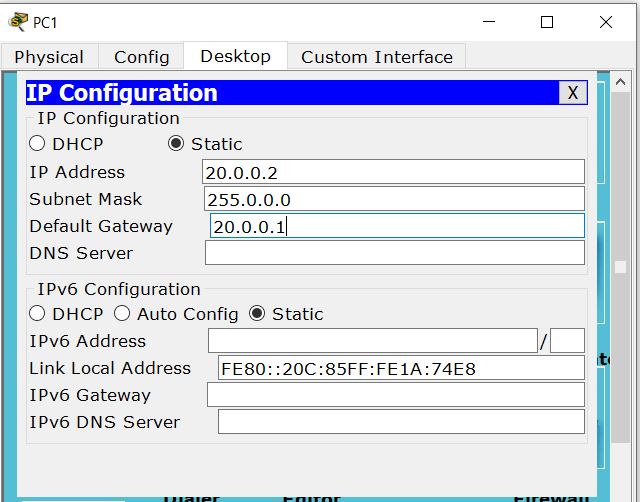 PC1
Physical Config Desktop Custom Interface
IP Configuration X
IP Configuration
DHCP Static
IP Address 20.0.0.2
Subnet Mask 255.0.0.0
Default Gateway 20.0.0.1
DNS Server
IPv6 Configuration
DHCP Auto Config Static
IPv6 Address /
Link Local Address FE80::20C:85FF:FE1A:74E8
IPv6 Gateway
IPv6 DNS Server
Dialer Editor Firewall